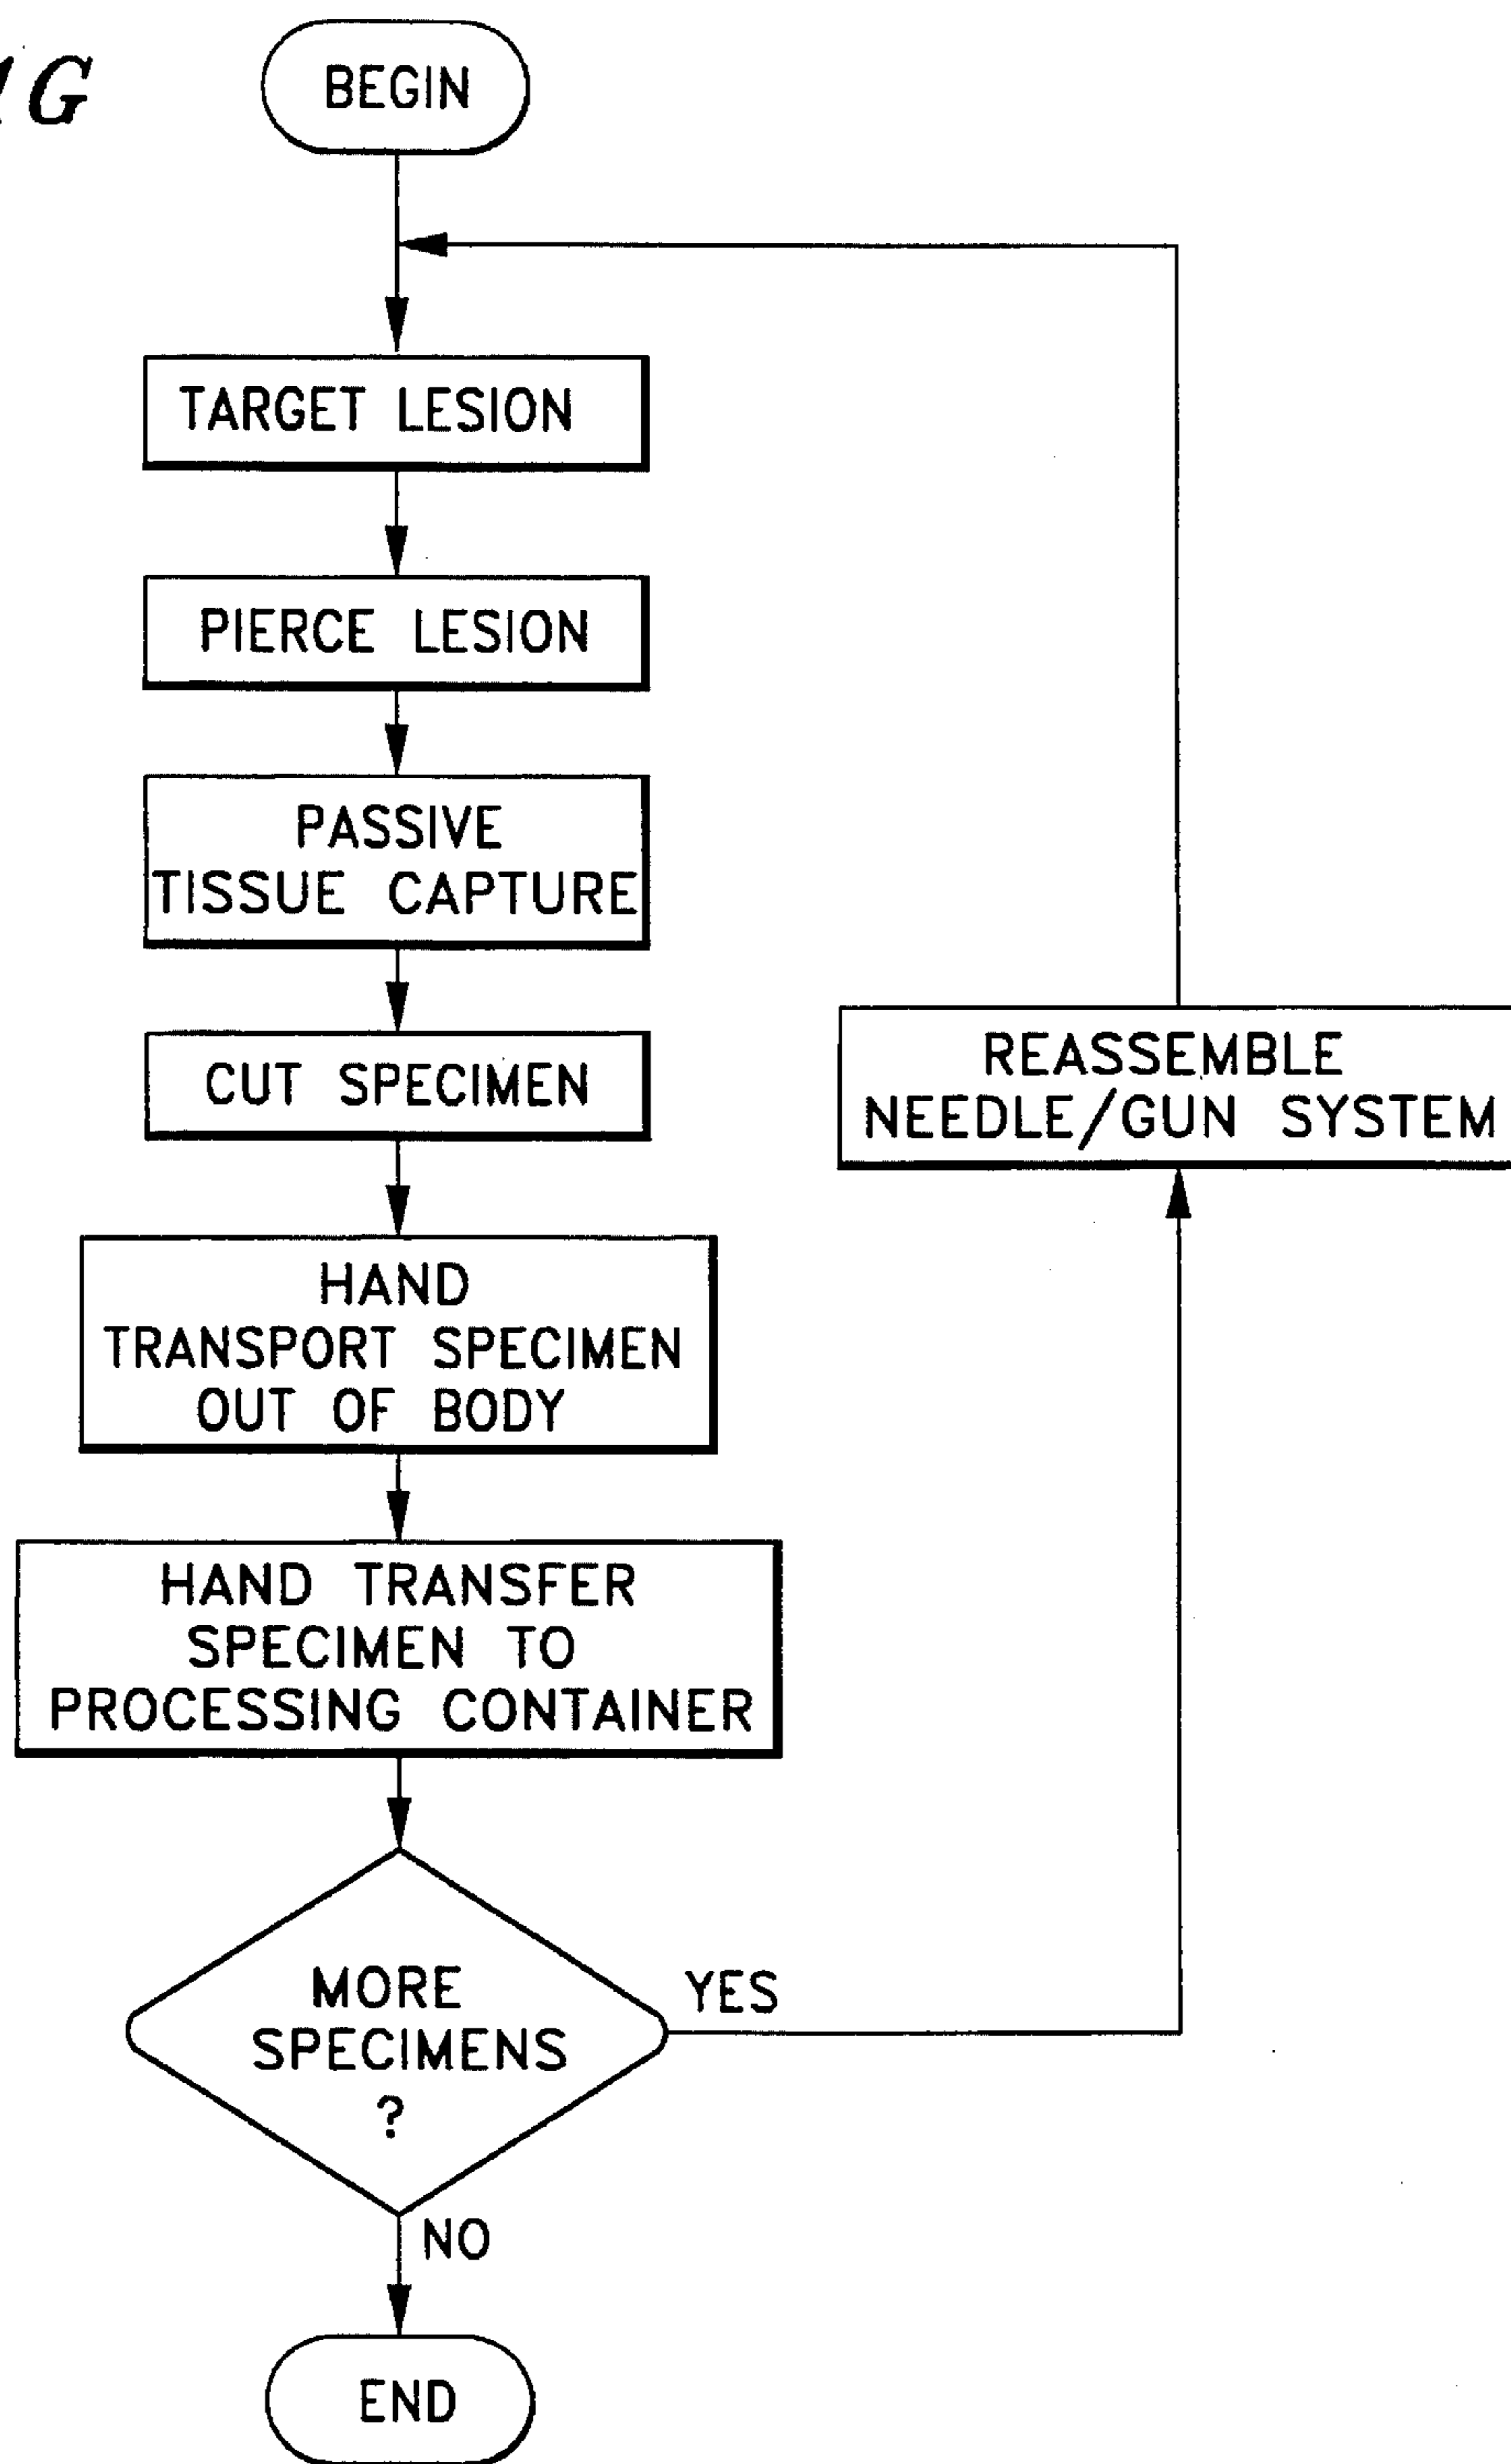 1G
BEGIN
TARGET LESION
PIERCE LESION
PASSIVE
TISSUE CAPTURE
CUT SPECIMEN
REASSEMBLE
NEEDLE/GUN SYSTEM
HAND
TRANSPORT SPECIMEN
OUT OF BODY
HAND TRANSFER
SPECIMEN TO
PROCESSING CONTAINER
MORE
SPECIMENS
?
YES
NO
END